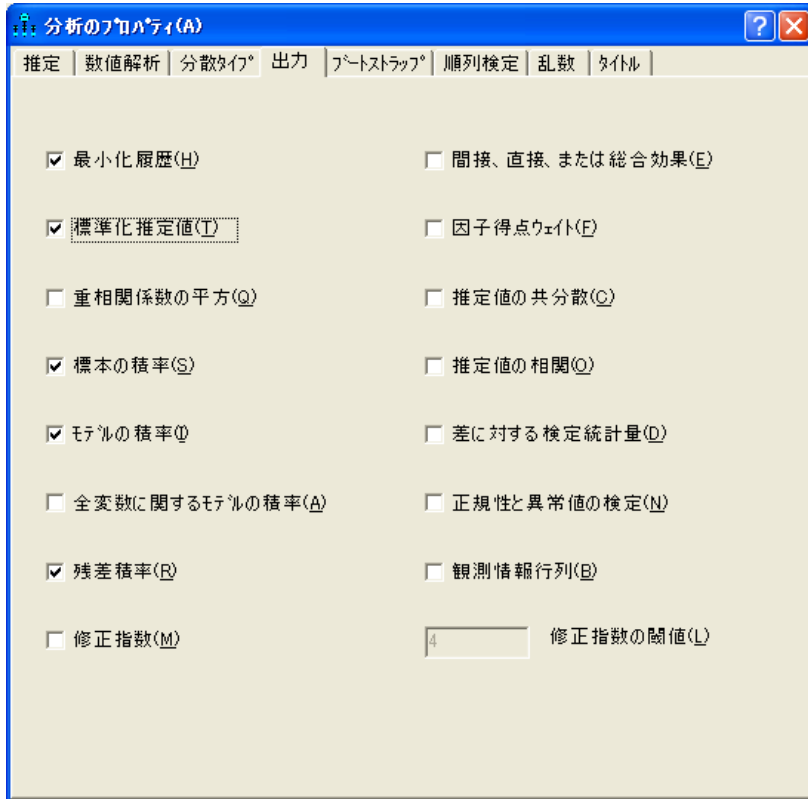 分析のﾌﾟﾛﾊﾟﾃｨ(A)
推定 数値解析 分散ﾀｲﾌﾟ 出力 ﾌﾞｰﾄｽﾄﾗｯﾌﾟ 順列検定 乱数 ﾀｲﾄﾙ
最小化履歴(H)
間接、直接、または総合効果(E)
標準化推定値(T)
因子得点ｳｪｲﾄ(F)
重相関係数の平方(Q)
推定値の共分散(C)
標本の積率(S)
推定値の相関(O)
ﾓﾃﾞﾙの積率(I)
差に対する検定統計量(D)
全変数に関するﾓﾃﾞﾙの積率(A)
正規性と異常値の検定(N)
残差積率(R)
観測情報行列(B)
修正指数(M)
4 修正指数の閾値(L)